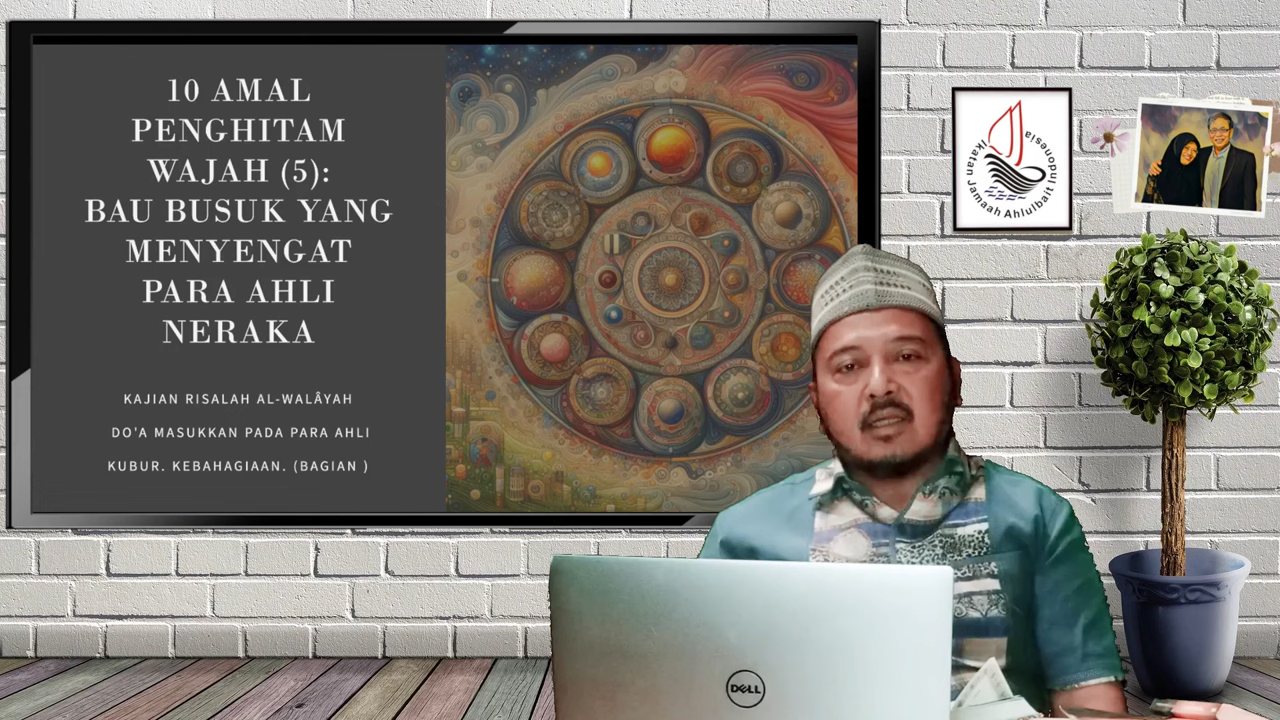 10 AMAL
PENGHITAM
WAJAH (5):
BAU BUSUK YANG
MENYENGAT
PARA AHLI
NERAKA
KAJIAN RISALAH AL-WALÂYAH
DO'A MASUKKAN PADA PARA AHLI
KUBUR. KEBAHAGIAAN. (BAGIAN )
Ikatan Jamaah Ahlulbait Indonesia
DELL